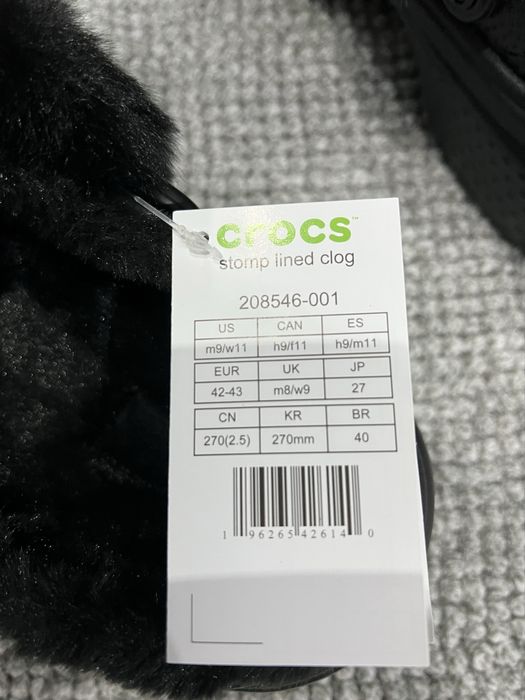 crocs™
stomp lined clog
208546-001
US CAN ES
m9/w11 h9/f11 h9/m11
EUR UK JP
42-43 m8/w9 27
CN KR BR
270(2.5) 270mm 40
1 96265 42614 0